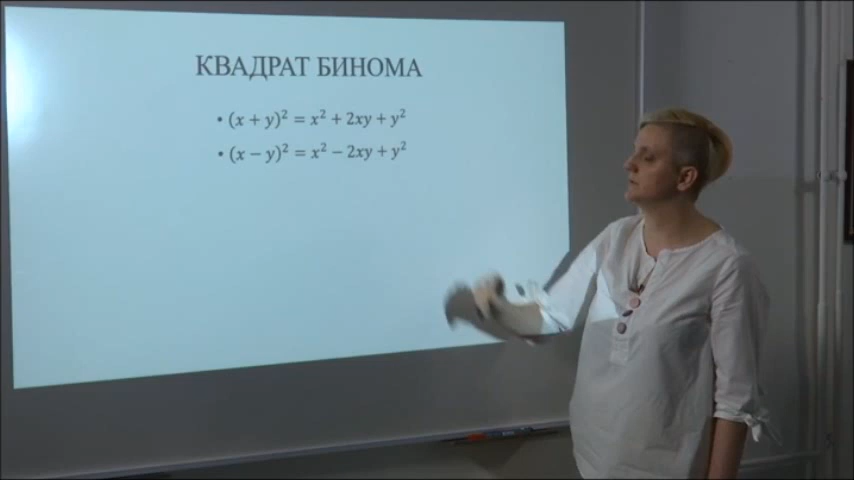 КВАДРАТ БИНОМА
• (x + y)² = x² + 2xy + y²
• (x − y)² = x² − 2xy + y²